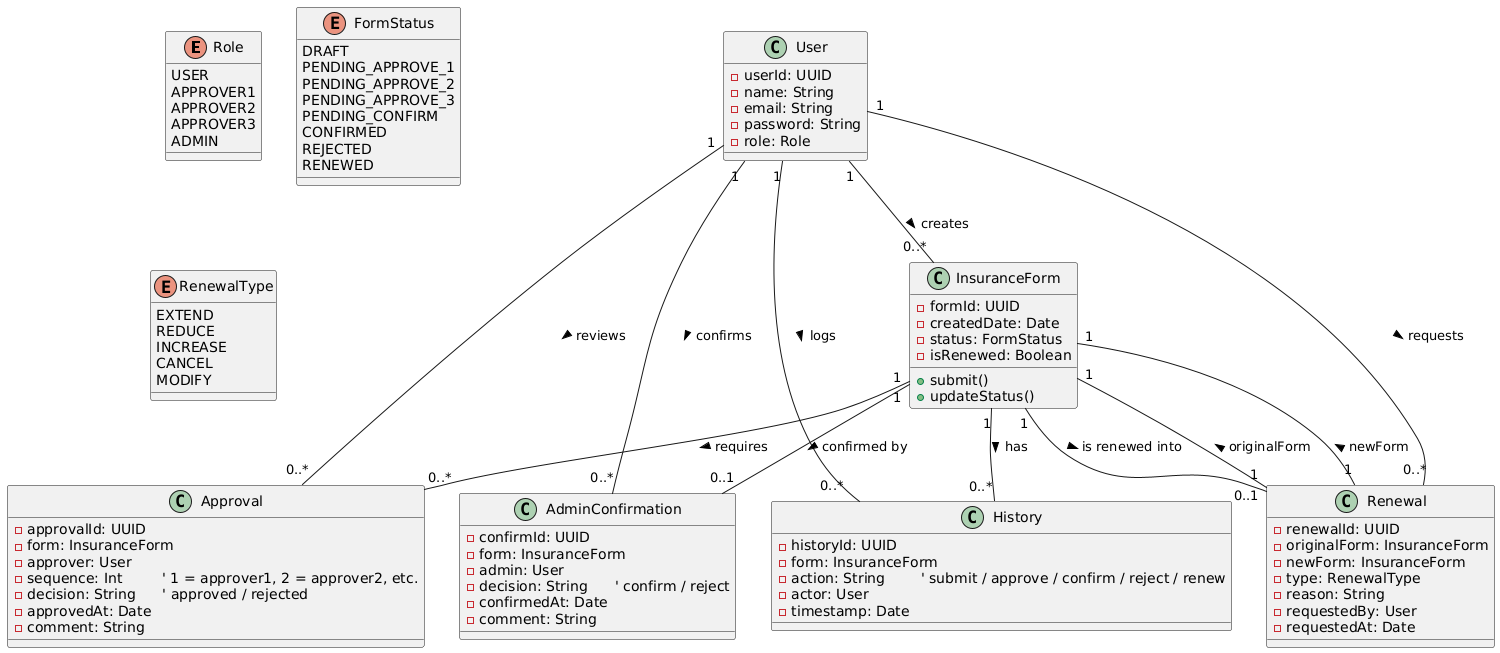 E Role
USER
APPROVER1
APPROVER2
APPROVER3
ADMIN
E FormStatus
DRAFT
PENDING_APPROVE_1
PENDING_APPROVE_2
PENDING_APPROVE_3
PENDING_CONFIRM
CONFIRMED
REJECTED
RENEWED
C User
userId: UUID
name: String
email: String
password: String
role: Role
1
1
1
1
1
creates
0..*
E RenewalType
EXTEND
REDUCE
INCREASE
CANCEL
MODIFY
C InsuranceForm
formId: UUID
createdDate: Date
status: FormStatus
isRenewed: Boolean
submit()
updateStatus()
reviews
confirms
logs
requests
1
1
1
1
1
1
requires
confirmed by
has
is renewed into
originalForm
newForm
0..*
0..*
0..*
0..1
0..*
0..*
0..1
1
1
0..*
C Approval
approvalId: UUID
form: InsuranceForm
approver: User
sequence: Int ' 1 = approver1, 2 = approver2, etc.
decision: String ' approved / rejected
approvedAt: Date
comment: String
C AdminConfirmation
confirmId: UUID
form: InsuranceForm
admin: User
decision: String ' confirm / reject
confirmedAt: Date
comment: String
C History
historyId: UUID
form: InsuranceForm
action: String ' submit / approve / confirm / reject / renew
actor: User
timestamp: Date
C Renewal
renewalId: UUID
originalForm: InsuranceForm
newForm: InsuranceForm
type: RenewalType
reason: String
requestedBy: User
requestedAt: Date